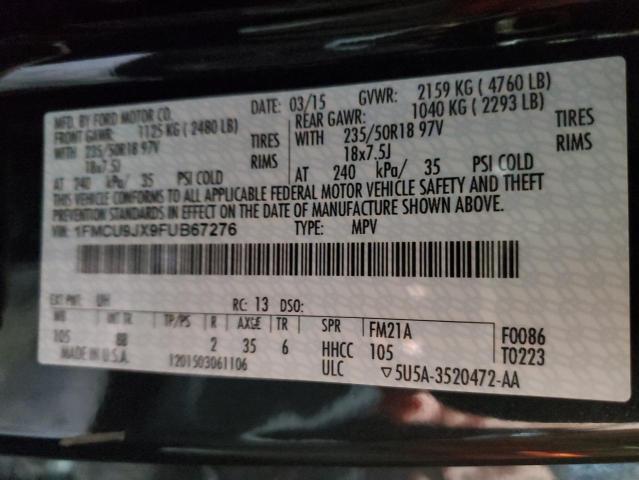 MFD. BY FORD MOTOR CO.
DATE: 03/15 GVWR: 2159 KG ( 4760 LB)
FRONT GAWR: 1125 KG ( 2480 LB) REAR GAWR: 1040 KG ( 2293 LB)
WITH 235/50R18 97V TIRES WITH 235/50R18 97V TIRES
18x7.5J RIMS 18x7.5J RIMS
AT 240 kPa/ 35 PSI COLD AT 240 kPa/ 35 PSI COLD
THIS VEHICLE CONFORMS TO ALL APPLICABLE FEDERAL MOTOR VEHICLE SAFETY AND THEFT
PREVENTION STANDARDS IN EFFECT ON THE DATE OF MANUFACTURE SHOWN ABOVE.
VIN: 1FMCU9JX9FUB67276 TYPE: MPV
EXT PNT: UH RC: 13 DSO:
WB INT TR TP/PS R AXLE TR SPR FM21A F0086
105 88 2 35 6 HHCC 105 T0223
MADE IN U.S.A. 1201503061106 ULC ▽5U5A-3520472-AA